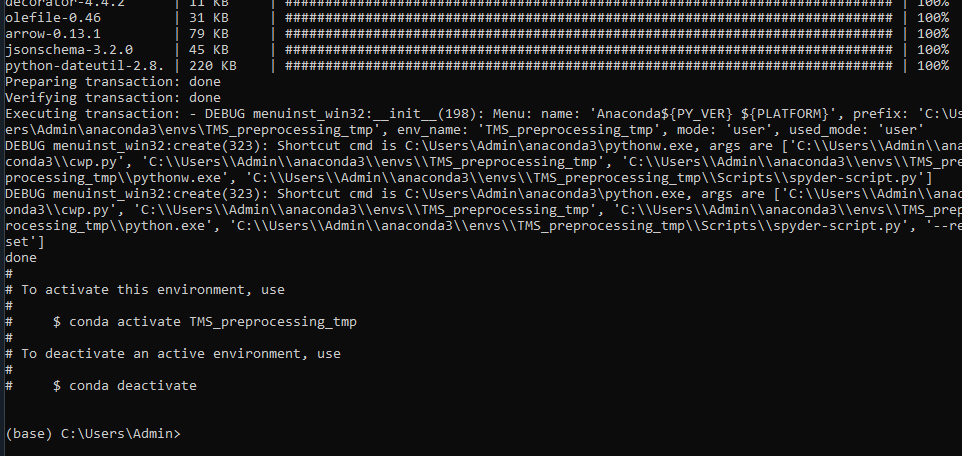 decorator-4.4.2      | 11 KB     | ############################################################################ | 100%
olefile-0.46         | 31 KB     | ############################################################################ | 100%
arrow-0.13.1         | 79 KB     | ############################################################################ | 100%
jsonschema-3.2.0     | 45 KB     | ############################################################################ | 100%
python-dateutil-2.8. | 220 KB    | ############################################################################ | 100%
Preparing transaction: done
Verifying transaction: done
Executing transaction: - DEBUG menuinst_win32:__init__(198): Menu: name: 'Anaconda${PY_VER} ${PLATFORM}', prefix: 'C:\Us
ers\Admin\anaconda3\envs\TMS_preprocessing_tmp', env_name: 'TMS_preprocessing_tmp', mode: 'user', used_mode: 'user'
DEBUG menuinst_win32:create(323): Shortcut cmd is C:\Users\Admin\anaconda3\pythonw.exe, args are ['C:\\Users\\Admin\\ana
conda3\\cwp.py', 'C:\\Users\\Admin\\anaconda3\\envs\\TMS_preprocessing_tmp', 'C:\\Users\\Admin\\anaconda3\\envs\\TMS_pre
processing_tmp\\pythonw.exe', 'C:\\Users\\Admin\\anaconda3\\envs\\TMS_preprocessing_tmp\\Scripts\\spyder-script.py']
DEBUG menuinst_win32:create(323): Shortcut cmd is C:\Users\Admin\anaconda3\python.exe, args are ['C:\\Users\\Admin\\anac
onda3\\cwp.py', 'C:\\Users\\Admin\\anaconda3\\envs\\TMS_preprocessing_tmp', 'C:\\Users\\Admin\\anaconda3\\envs\\TMS_prep
rocessing_tmp\\python.exe', 'C:\\Users\\Admin\\anaconda3\\envs\\TMS_preprocessing_tmp\\Scripts\\spyder-script.py', '--re
set']
done
#
# To activate this environment, use
#
#     $ conda activate TMS_preprocessing_tmp
#
# To deactivate an active environment, use
#
#     $ conda deactivate
(base) C:\Users\Admin>